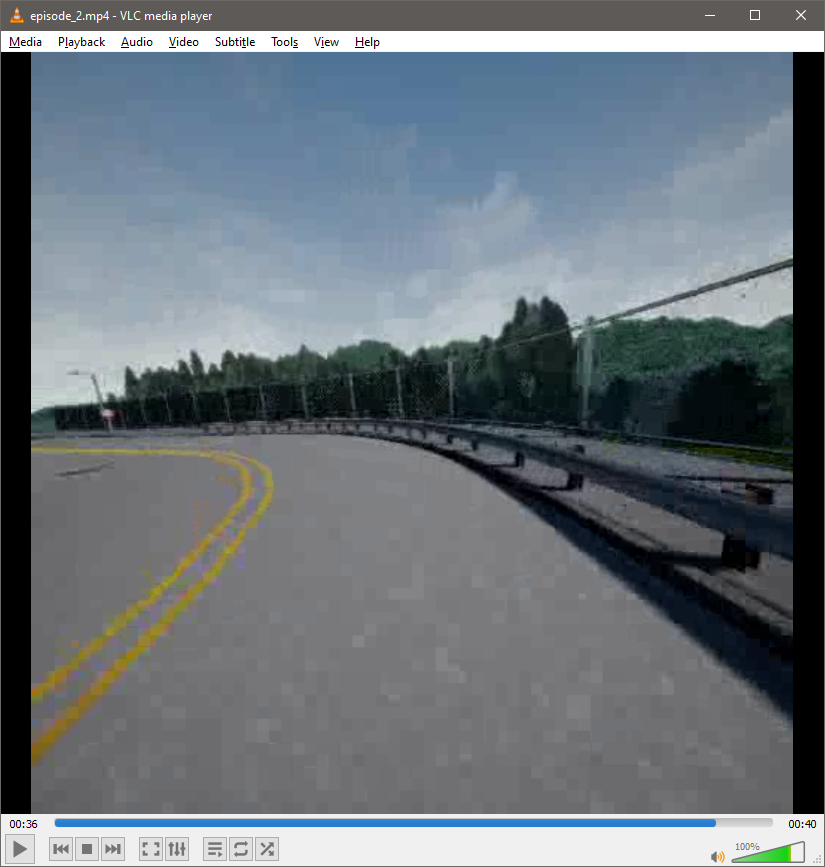 episode_2.mp4 - VLC media player
Media Playback Audio Video Subtitle Tools View Help
00:36 00:40
100%